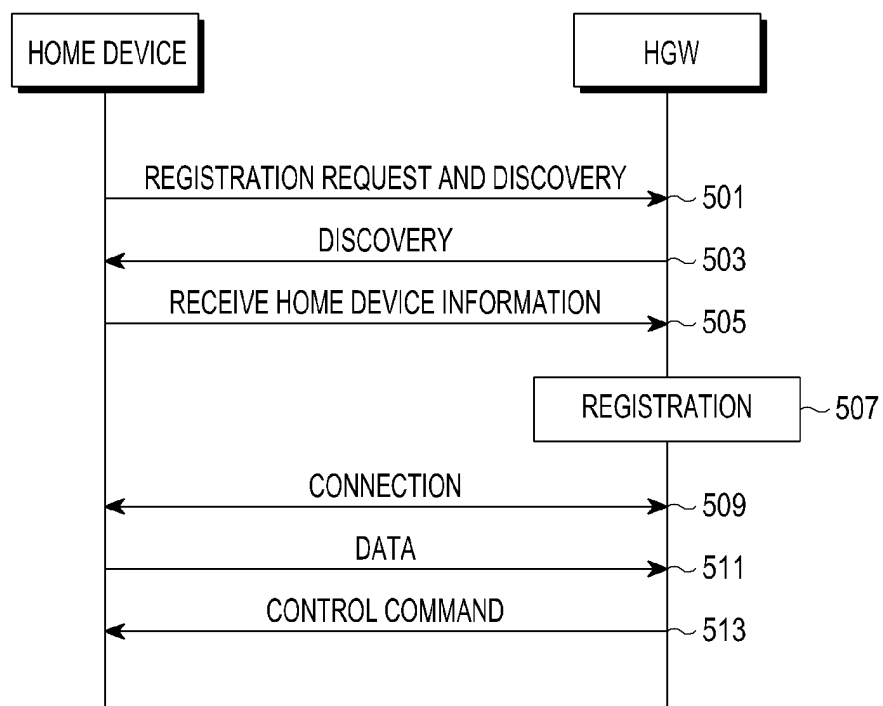 HOME DEVICE
HGW
REGISTRATION REQUEST AND DISCOVERY
501
DISCOVERY
503
RECEIVE HOME DEVICE INFORMATION
505
REGISTRATION
507
CONNECTION
509
DATA
511
CONTROL COMMAND
513